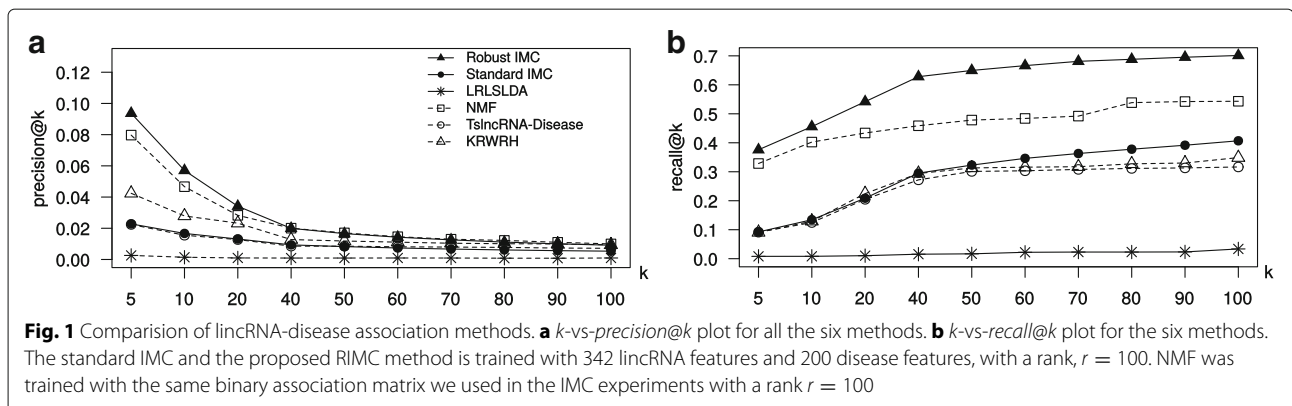 a
precision@k
0.12
0.10
0.08
0.06
0.04
0.02
0.00
5 10 20 40 50 60 70 80 90 100
k
Robust IMC
Standard IMC
LRLSLDA
NMF
TslncRNA-Disease
KRWRH
b
recall@k
0.7
0.6
0.5
0.4
0.3
0.2
0.1
0.0
5 10 20 40 50 60 70 80 90 100
k
Fig. 1 Comparision of lincRNA-disease association methods. a k-vs-precision@k plot for all the six methods. b k-vs-recall@k plot for the six methods.
The standard IMC and the proposed RIMC method is trained with 342 lincRNA features and 200 disease features, with a rank, r = 100. NMF was
trained with the same binary association matrix we used in the IMC experiments with a rank r = 100